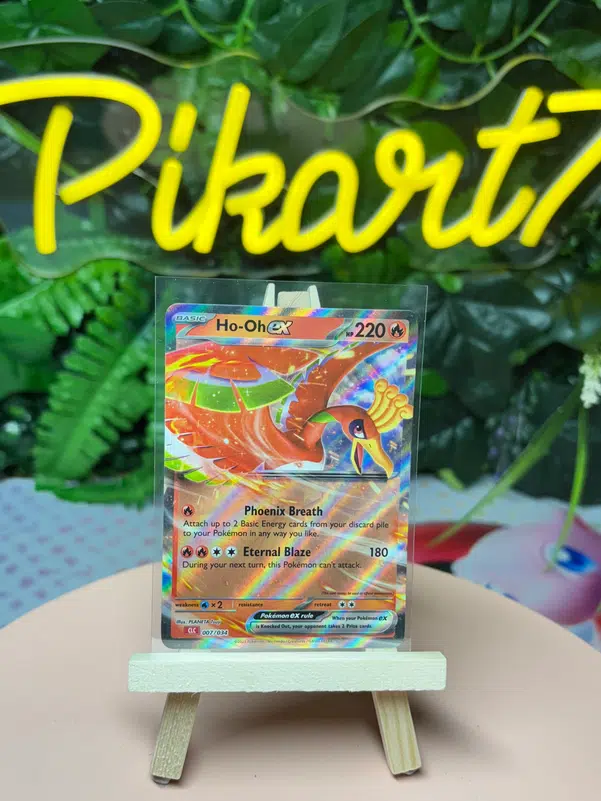 Pikart7
BASIC
Ho-Oh ex HP 220
Phoenix Breath
Attach up to 2 Basic Energy cards from your discard pile
to your Pokémon in any way you like.
Eternal Blaze 180
During your next turn, this Pokémon can't attack.
weakness ×2 resistance retreat
Pokémon ex rule
When your Pokémon ex
is Knocked Out, your opponent takes 2 Prize cards.
Illus. PLANETA
007/034